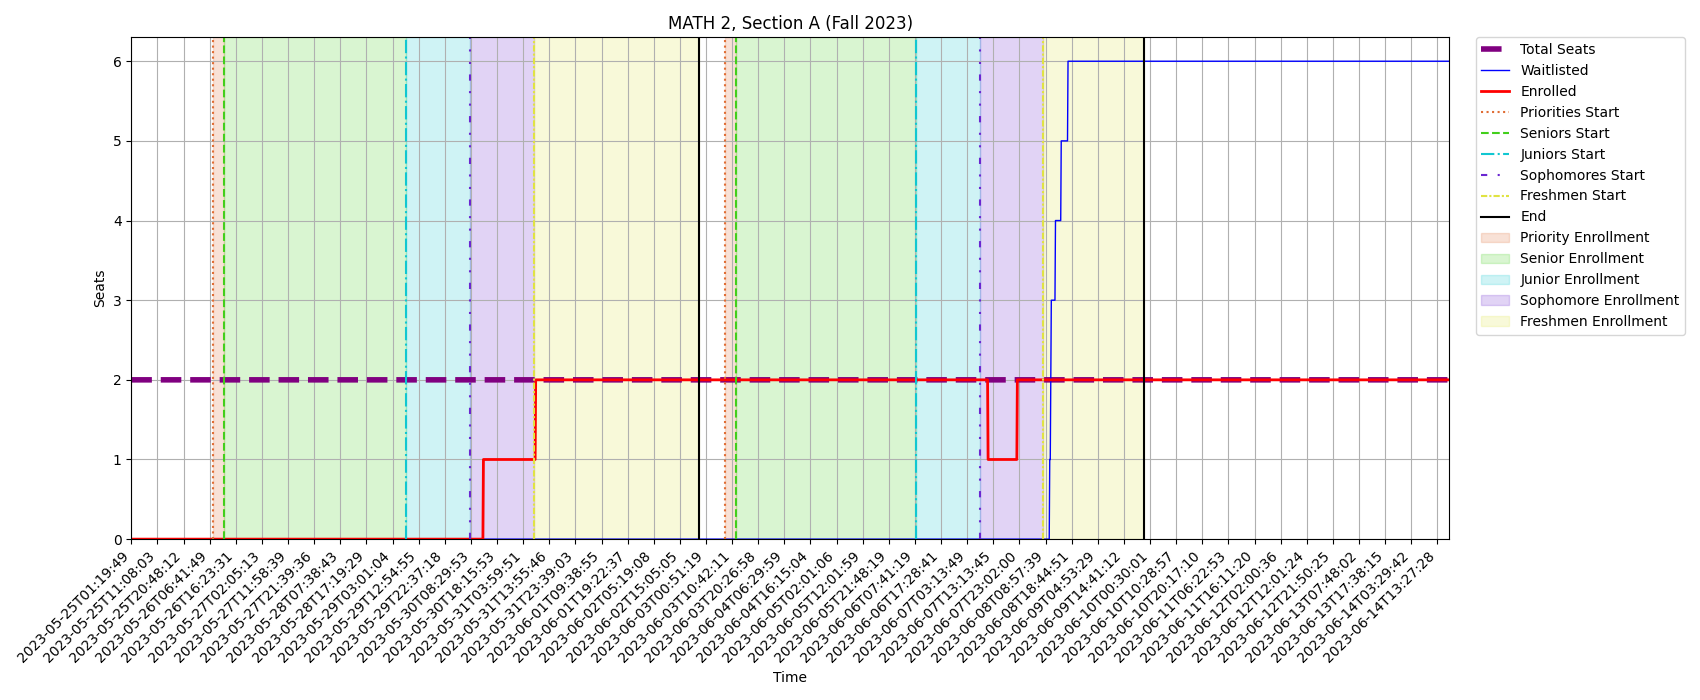 MATH 2, Section A (Fall 2023)
Seats
6
5
4
3
2
1
0
2023-05-25T01:19:49
2023-05-25T11:08:03
2023-05-25T20:48:12
2023-05-26T06:41:49
2023-05-26T16:23:31
2023-05-27T02:05:13
2023-05-27T11:58:39
2023-05-27T21:39:36
2023-05-28T07:38:43
2023-05-28T17:19:29
2023-05-29T03:01:04
2023-05-29T12:54:55
2023-05-29T22:37:18
2023-05-30T08:29:53
2023-05-30T18:15:53
2023-05-31T03:59:51
2023-05-31T13:55:46
2023-05-31T23:39:03
2023-06-01T09:38:55
2023-06-01T19:22:37
2023-06-02T05:19:08
2023-06-02T15:05:05
2023-06-03T00:51:19
2023-06-03T10:42:11
2023-06-03T20:26:58
2023-06-04T06:29:59
2023-06-04T16:15:04
2023-06-05T02:01:06
2023-06-05T12:01:59
2023-06-05T21:48:19
2023-06-06T07:41:19
2023-06-06T17:28:41
2023-06-07T03:13:49
2023-06-07T13:13:45
2023-06-07T23:02:00
2023-06-08T08:57:39
2023-06-08T18:44:51
2023-06-09T04:53:29
2023-06-09T14:41:12
2023-06-10T00:30:01
2023-06-10T10:28:57
2023-06-10T20:17:10
2023-06-11T06:22:53
2023-06-11T16:11:20
2023-06-12T02:00:36
2023-06-12T12:01:24
2023-06-12T21:50:25
2023-06-13T07:48:02
2023-06-13T17:38:15
2023-06-14T03:29:42
2023-06-14T13:27:28
Time
Total Seats
Waitlisted
Enrolled
Priorities Start
Seniors Start
Juniors Start
Sophomores Start
Freshmen Start
End
Priority Enrollment
Senior Enrollment
Junior Enrollment
Sophomore Enrollment
Freshmen Enrollment